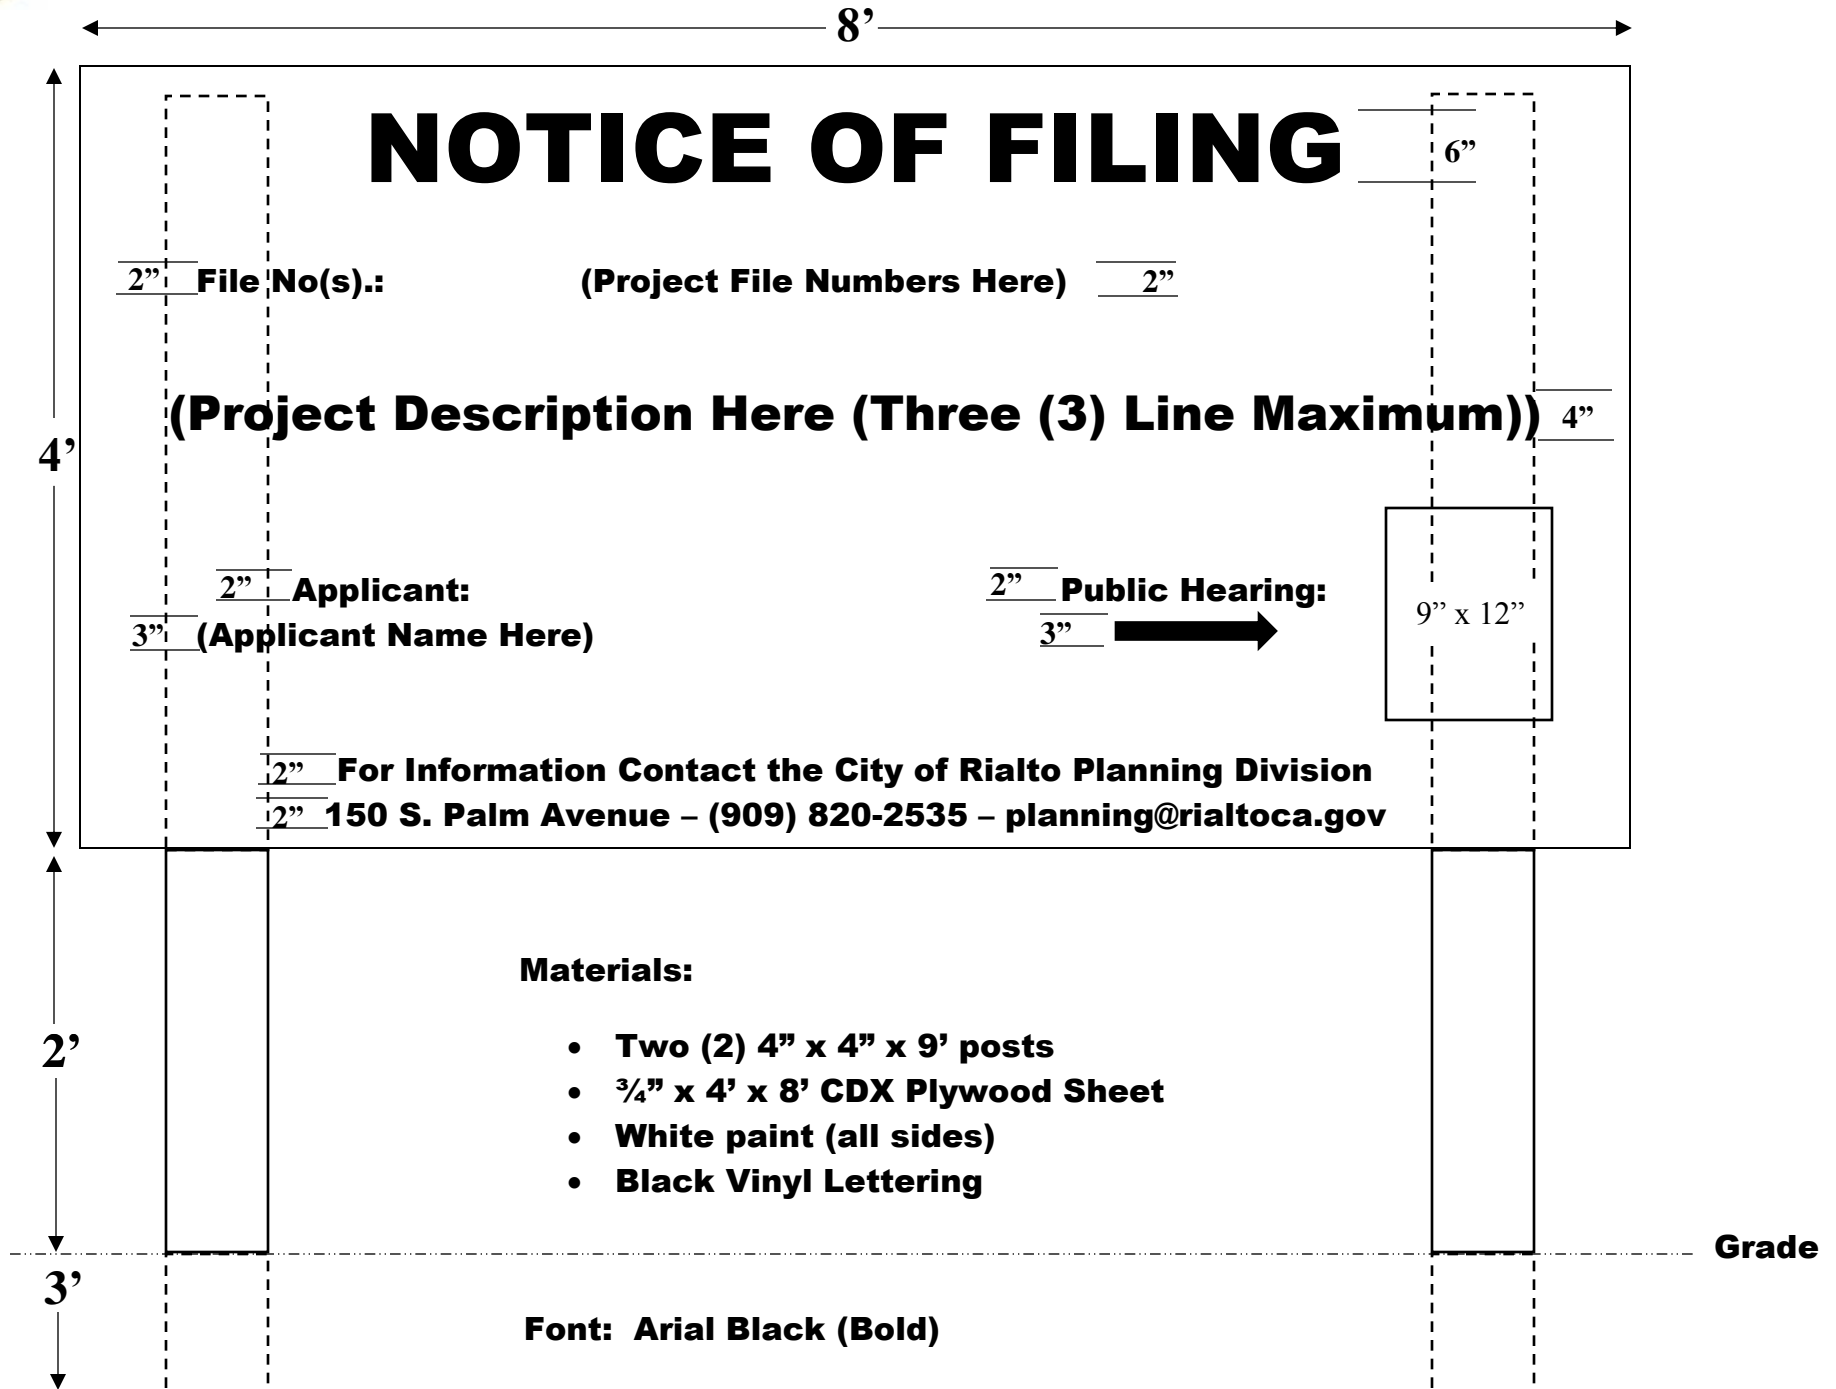 8’
NOTICE OF FILING 6”
2” File No(s).: (Project File Numbers Here) 2”
(Project Description Here (Three (3) Line Maximum)) 4”
4’
2” Applicant: 2” Public Hearing:
9” x 12”
3” (Applicant Name Here) 3”
2” For Information Contact the City of Rialto Planning Division
2” 150 S. Palm Avenue – (909) 820-2535 – planning@rialtoca.gov
Materials:
2’
• Two (2) 4” x 4” x 9’ posts
• ¾” x 4’ x 8’ CDX Plywood Sheet
• White paint (all sides)
• Black Vinyl Lettering
Grade
3’
Font: Arial Black (Bold)